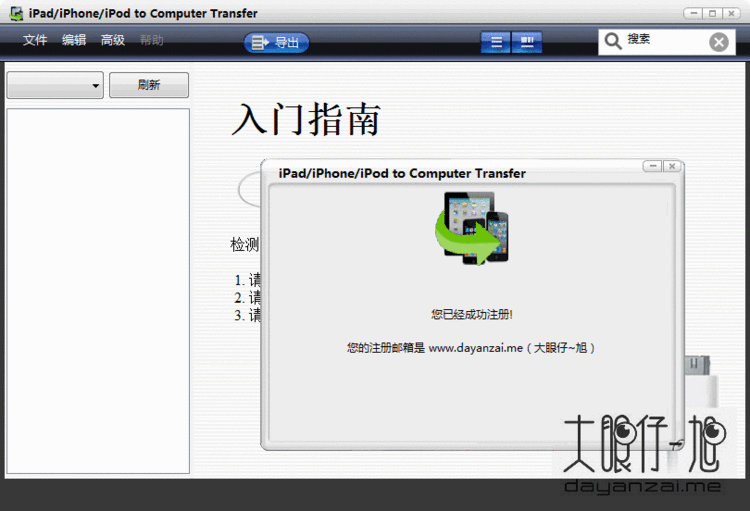 iPad/iPhone/iPod to Computer Transfer
文件 编辑 高级 帮助
导出
搜索
刷新
入门指南
iPad/iPhone/iPod to Computer Transfer
检测
1. 请
2. 请
3. 请
您已经成功注册!
您的注册邮箱是 www.dayanzai.me ( 大眼仔~旭 )
大眼仔~旭
dayanzai.me